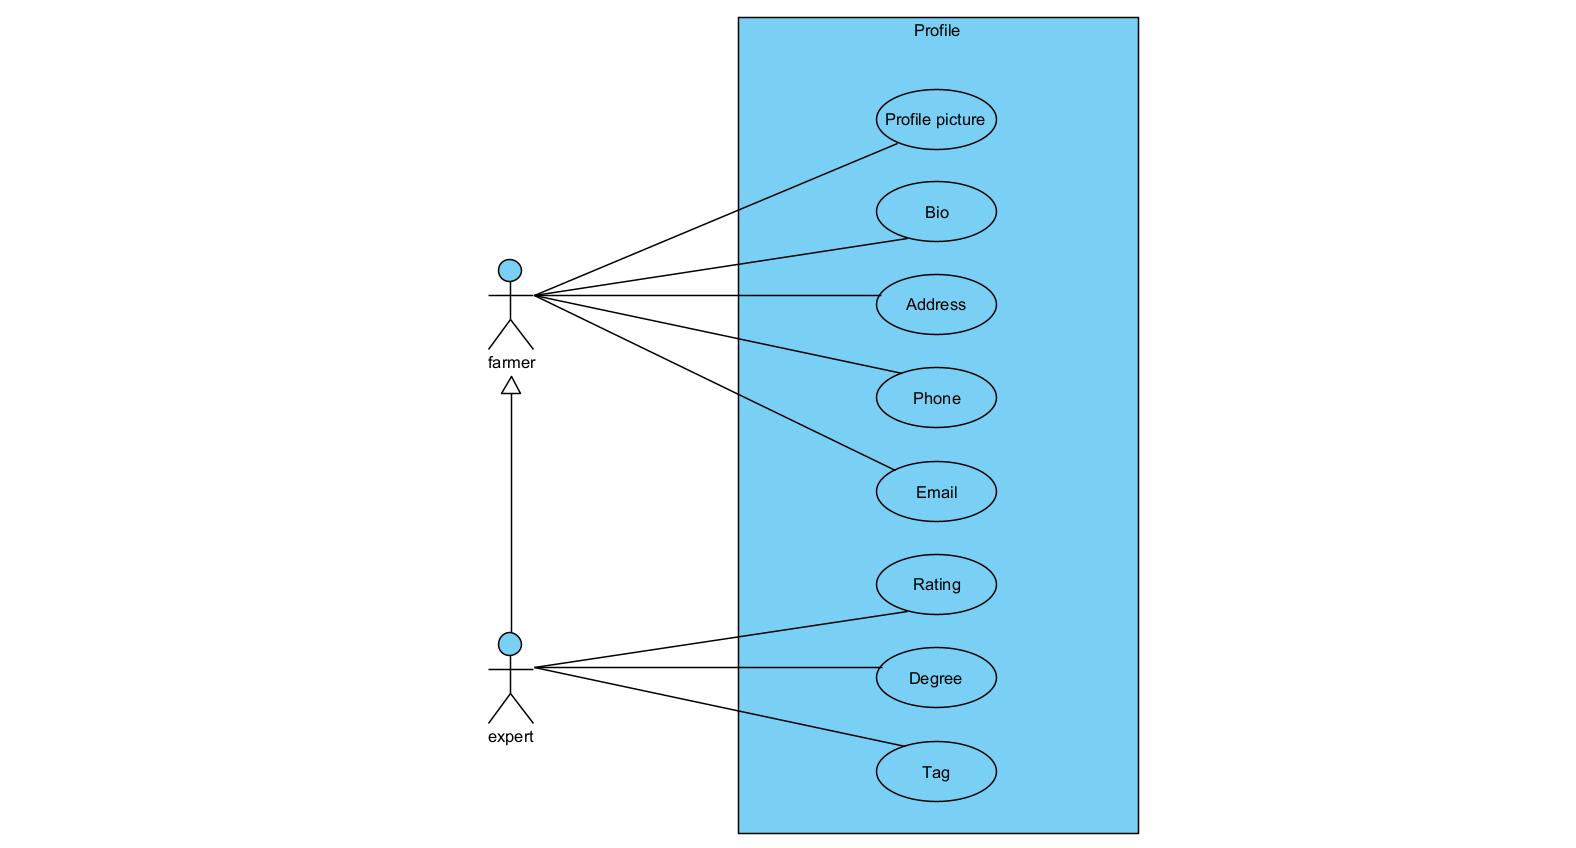 Profile
Profile picture
Bio
Address
Phone
Email
Rating
Degree
Tag
farmer
expert